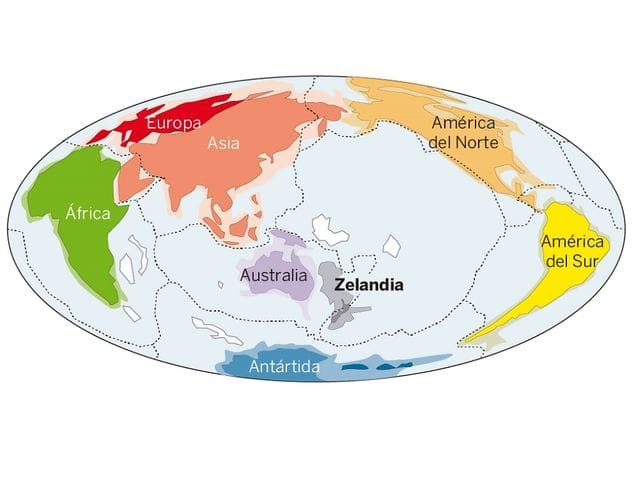 Europa
Asia
América
del Norte
África
América
del Sur
Australia
Zelandia
Antártida